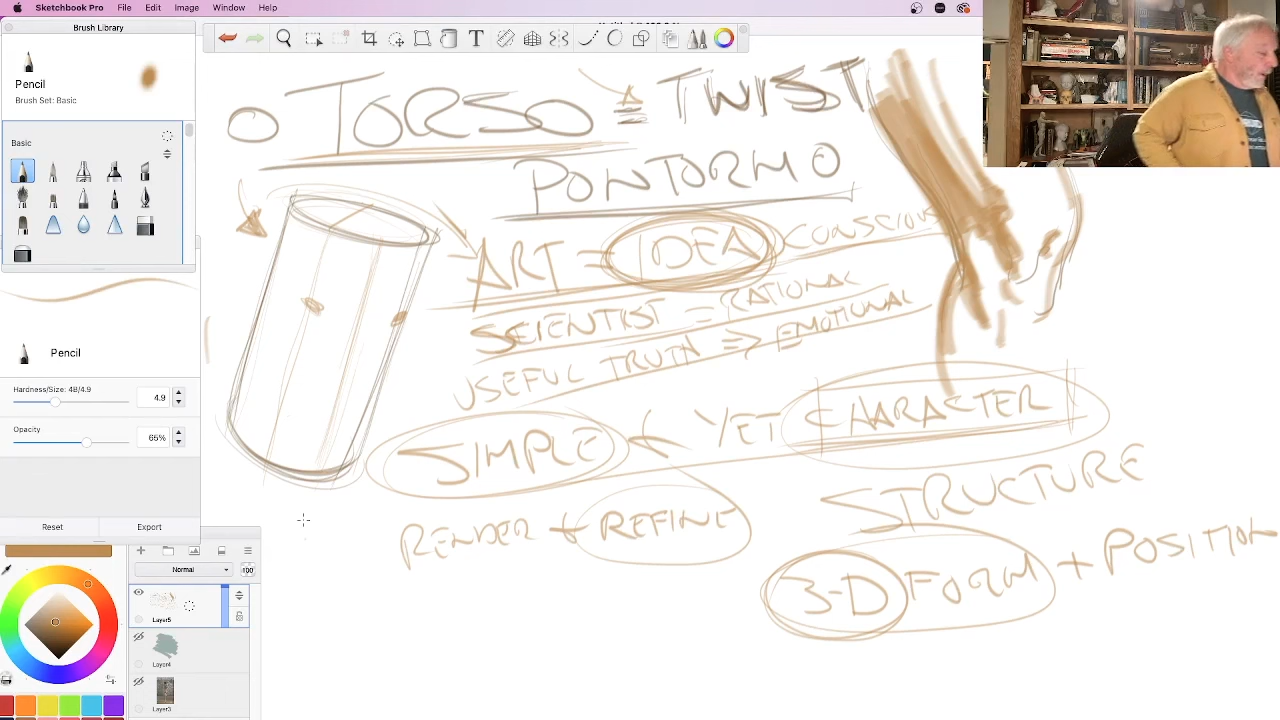 Sketchbook Pro File Edit Image Window Help
Brush Library
Pencil
Brush Set: Basic
Basic
Pencil
Hardness/Size: 4B/4.9 4.9
Opacity 65%
Reset Export
Normal 100
Layer5
Layer4
Layer3
TORSO = TWIST
PONTORMO
ART = IDEA CONSCIOUS
SCIENTIST = RATIONAL
USEFUL TRUTH => EMOTIONAL
SIMPLE & YET CHARACTER
STRUCTURE
RENDER & REFINE
3-D FORM + POSITION